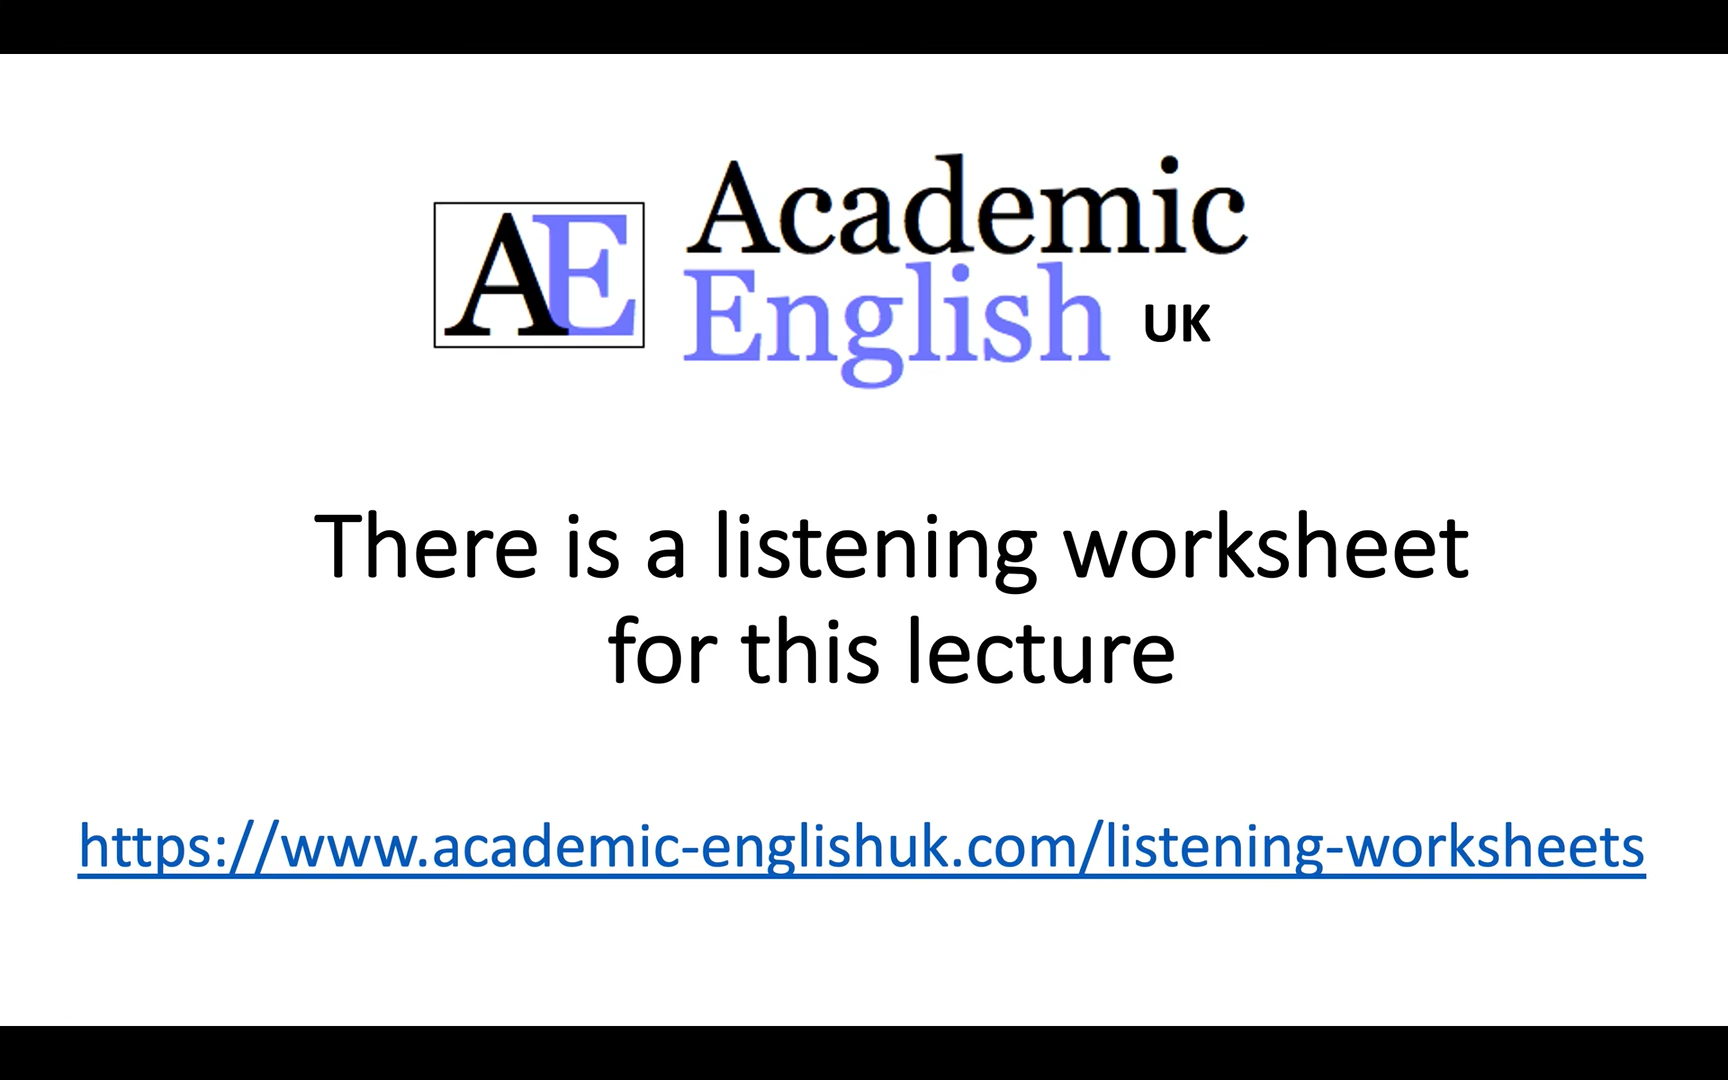 AE
Academic
English UK
There is a listening worksheet
for this lecture
https://www.academic-englishuk.com/listening-worksheets